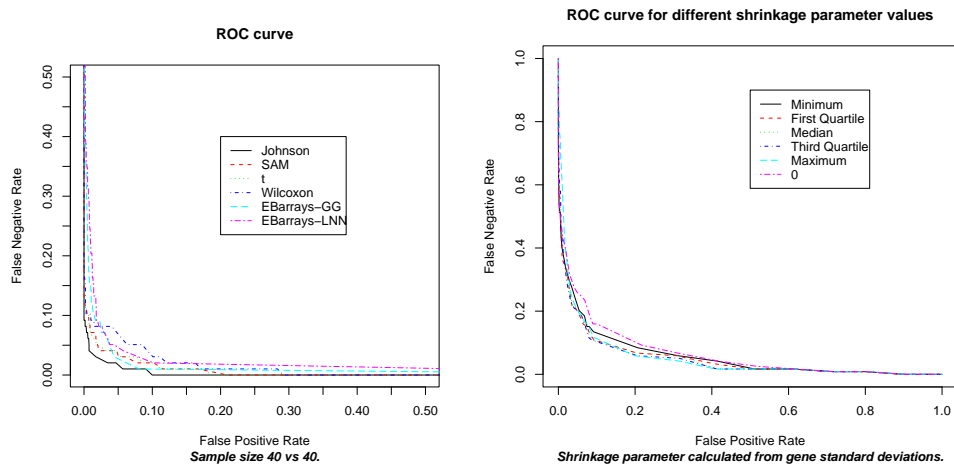 ROC curve
0.50
0.40
0.30
0.20
0.10
0.00
False Negative Rate
Johnson
SAM
t
Wilcoxon
EBarrays−GG
EBarrays−LNN
0.00 0.10 0.20 0.30 0.40 0.50
False Positive Rate
Sample size 40 vs 40.
ROC curve for different shrinkage parameter values
1.0
0.8
0.6
0.4
0.2
0.0
False Negative Rate
Minimum
First Quartile
Median
Third Quartile
Maximum
0
0.0 0.2 0.4 0.6 0.8 1.0
False Positive Rate
Shrinkage parameter calculated from gene standard deviations.